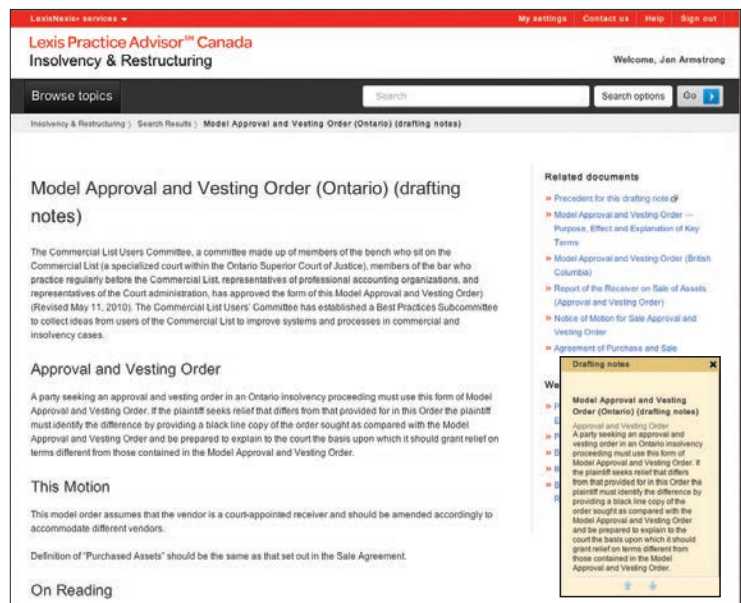 LexisNexis® services
My settings Contact us Help Sign out
Lexis Practice Advisor℠ Canada
Insolvency & Restructuring
Welcome, Jen Armstrong
Browse topics
Search
Search options
Go
Insolvency & Restructuring 〉 Search Results 〉 Model Approval and Vesting Order (Ontario) (drafting notes)
Model Approval and Vesting Order (Ontario) (drafting
notes)
The Commercial List Users Committee, a committee made up of members of the bench who sit on the
Commercial List (a specialized court within the Ontario Superior Court of Justice), members of the bar who
practice regularly before the Commercial List, representatives of professional accounting organizations, and
representatives of the Court administration, has approved the form of this Model Approval and Vesting Order)
(Revised May 11, 2010). The Commercial List Users' Committee has established a Best Practices Subcommittee
to collect ideas from users of the Commercial List to improve systems and processes in commercial and
insolvency cases.
Approval and Vesting Order
A party seeking an approval and vesting order in an Ontario insolvency proceeding must use this form of Model
Approval and Vesting Order. If the plaintiff seeks relief that differs from that provided for in this Order the plaintiff
must identify the difference by providing a black line copy of the order sought as compared with the Model
Approval and Vesting Order and be prepared to explain to the court the basis upon which it should grant relief on
terms different from those contained in the Model Approval and Vesting Order.
This Motion
This model order assumes that the vendor is a court-appointed receiver and should be amended accordingly to
accommodate different vendors.
Definition of "Purchased Assets" should be the same as that set out in the Sale Agreement.
On Reading
Related documents
» Precedent for this drafting note
» Model Approval and Vesting Order —
Purpose, Effect and Explanation of Key
Terms
» Model Approval and Vesting Order (British
Columbia)
» Report of the Receiver on Sale of Assets
(Approval and Vesting Order)
» Notice of Motion for Sale Approval and
Vesting Order
» Agreement of Purchase and Sale
We
» P
E
» P
» B
» B
R
Drafting notes
Model Approval and Vesting
Order (Ontario) (drafting notes)
Approval and Vesting Order
A party seeking an approval and
vesting order in an Ontario insolvency
proceeding must use this form of
Model Approval and Vesting Order. If
the plaintiff seeks relief that differs
from that provided for in this Order the
plaintiff must identify the difference by
providing a black line copy of the
order sought as compared with the
Model Approval and Vesting Order
and be prepared to explain to the
court the basis upon which it should
grant relief on terms different from
those contained in the Model
Approval and Vesting Order.